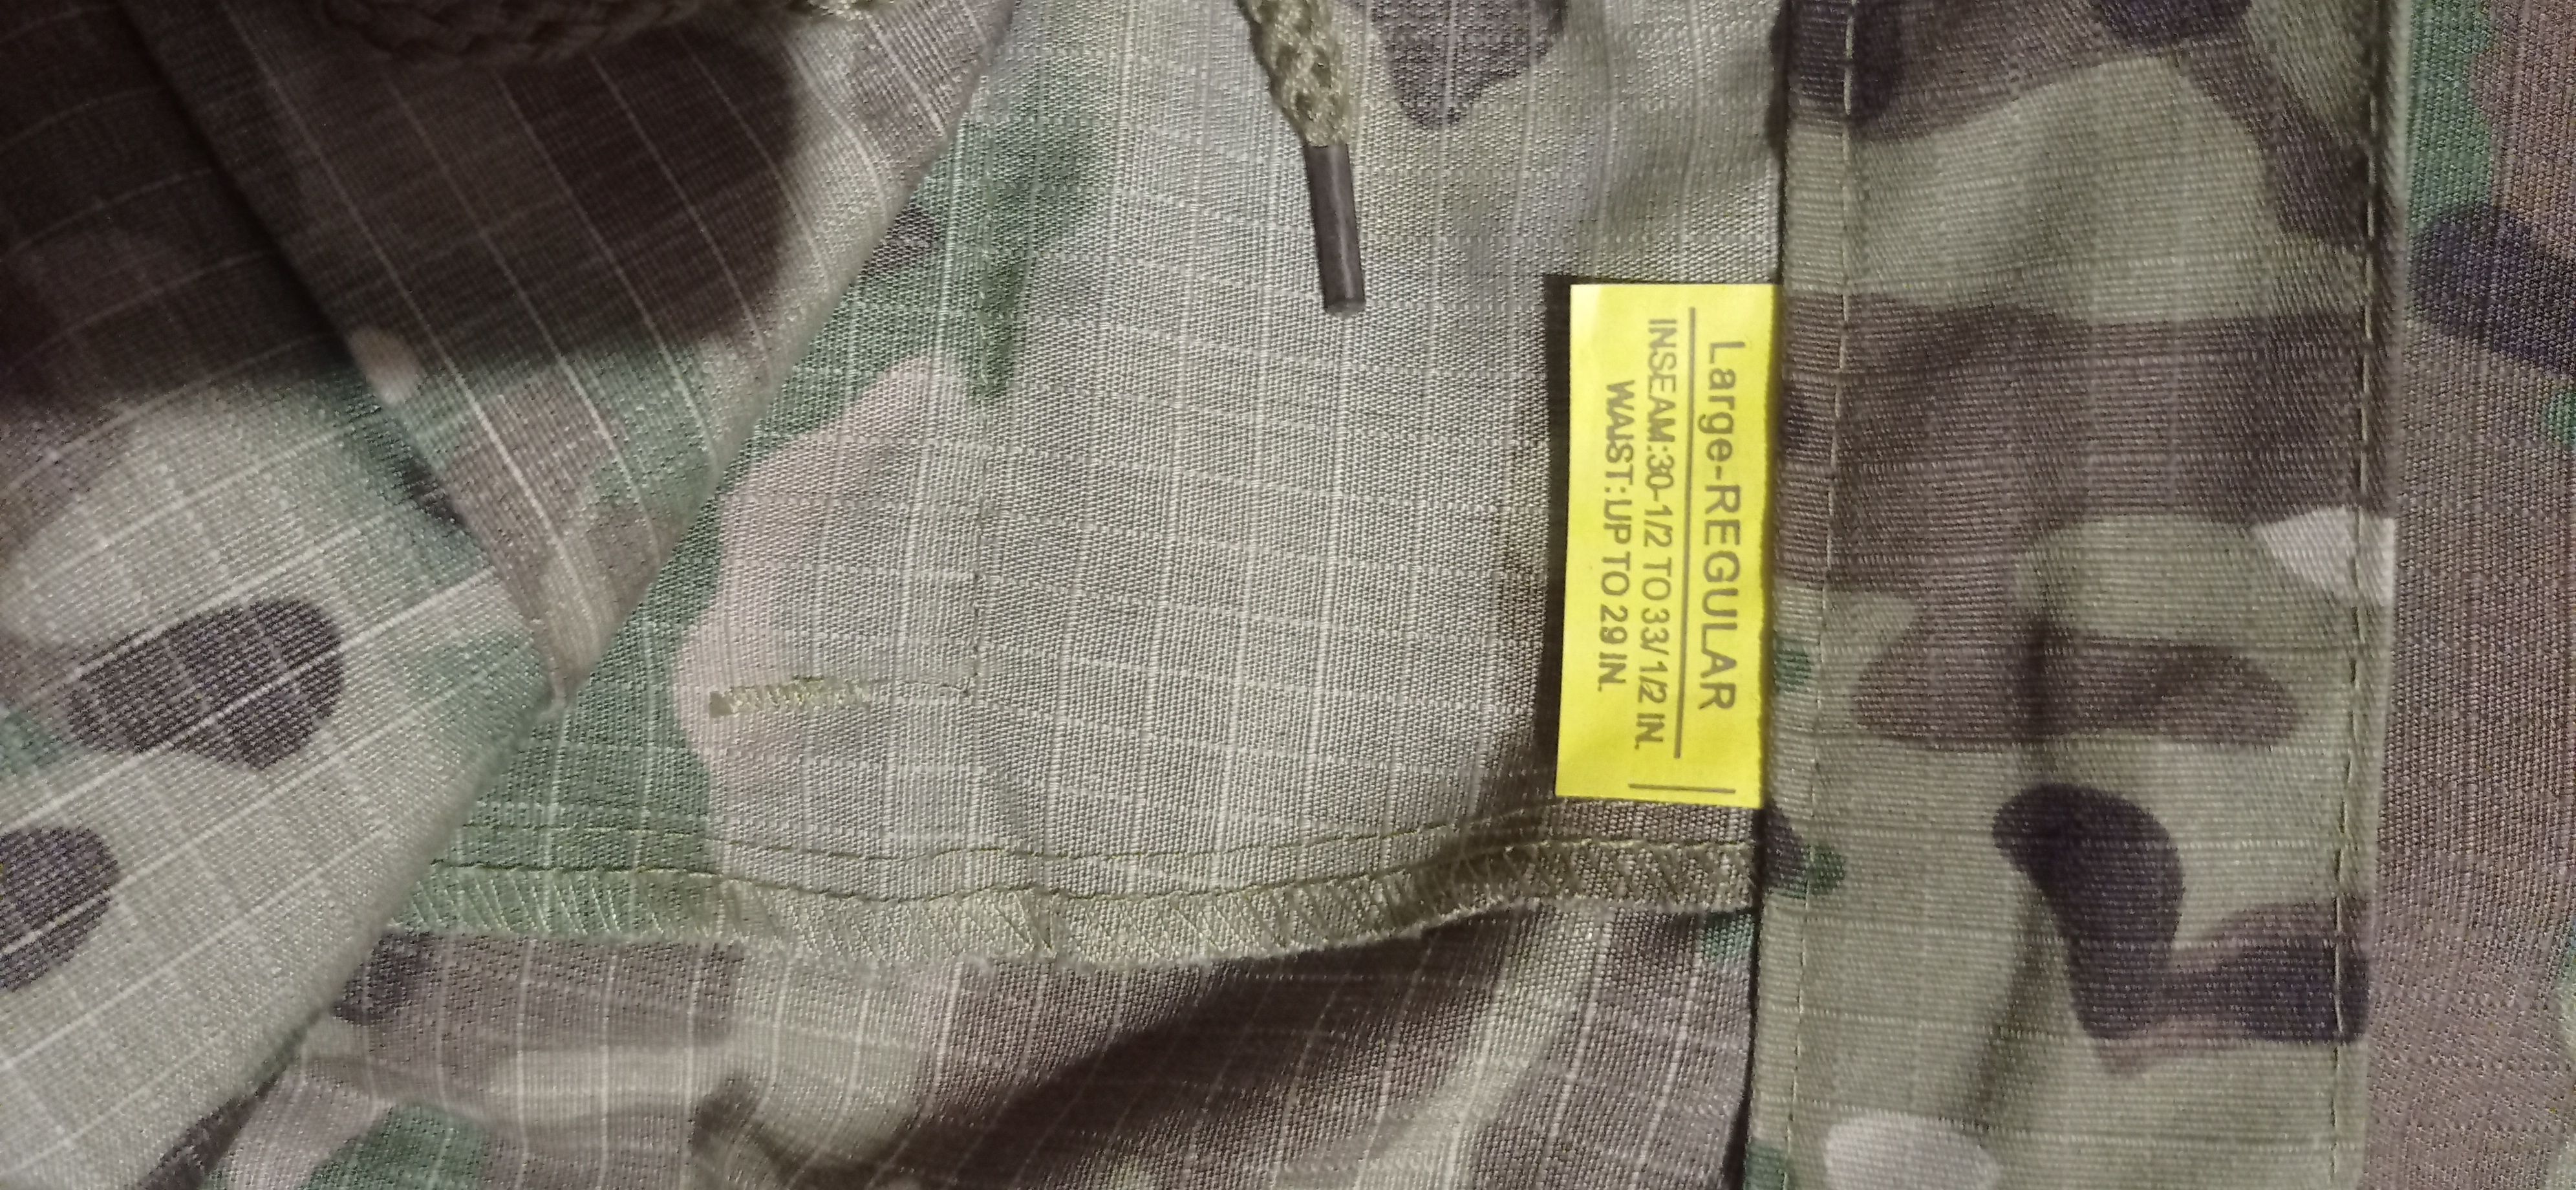 Large-REGULAR
INSEAM:30-1/2 TO 33/1/2 IN.
WAIST:UP TO 29 IN.